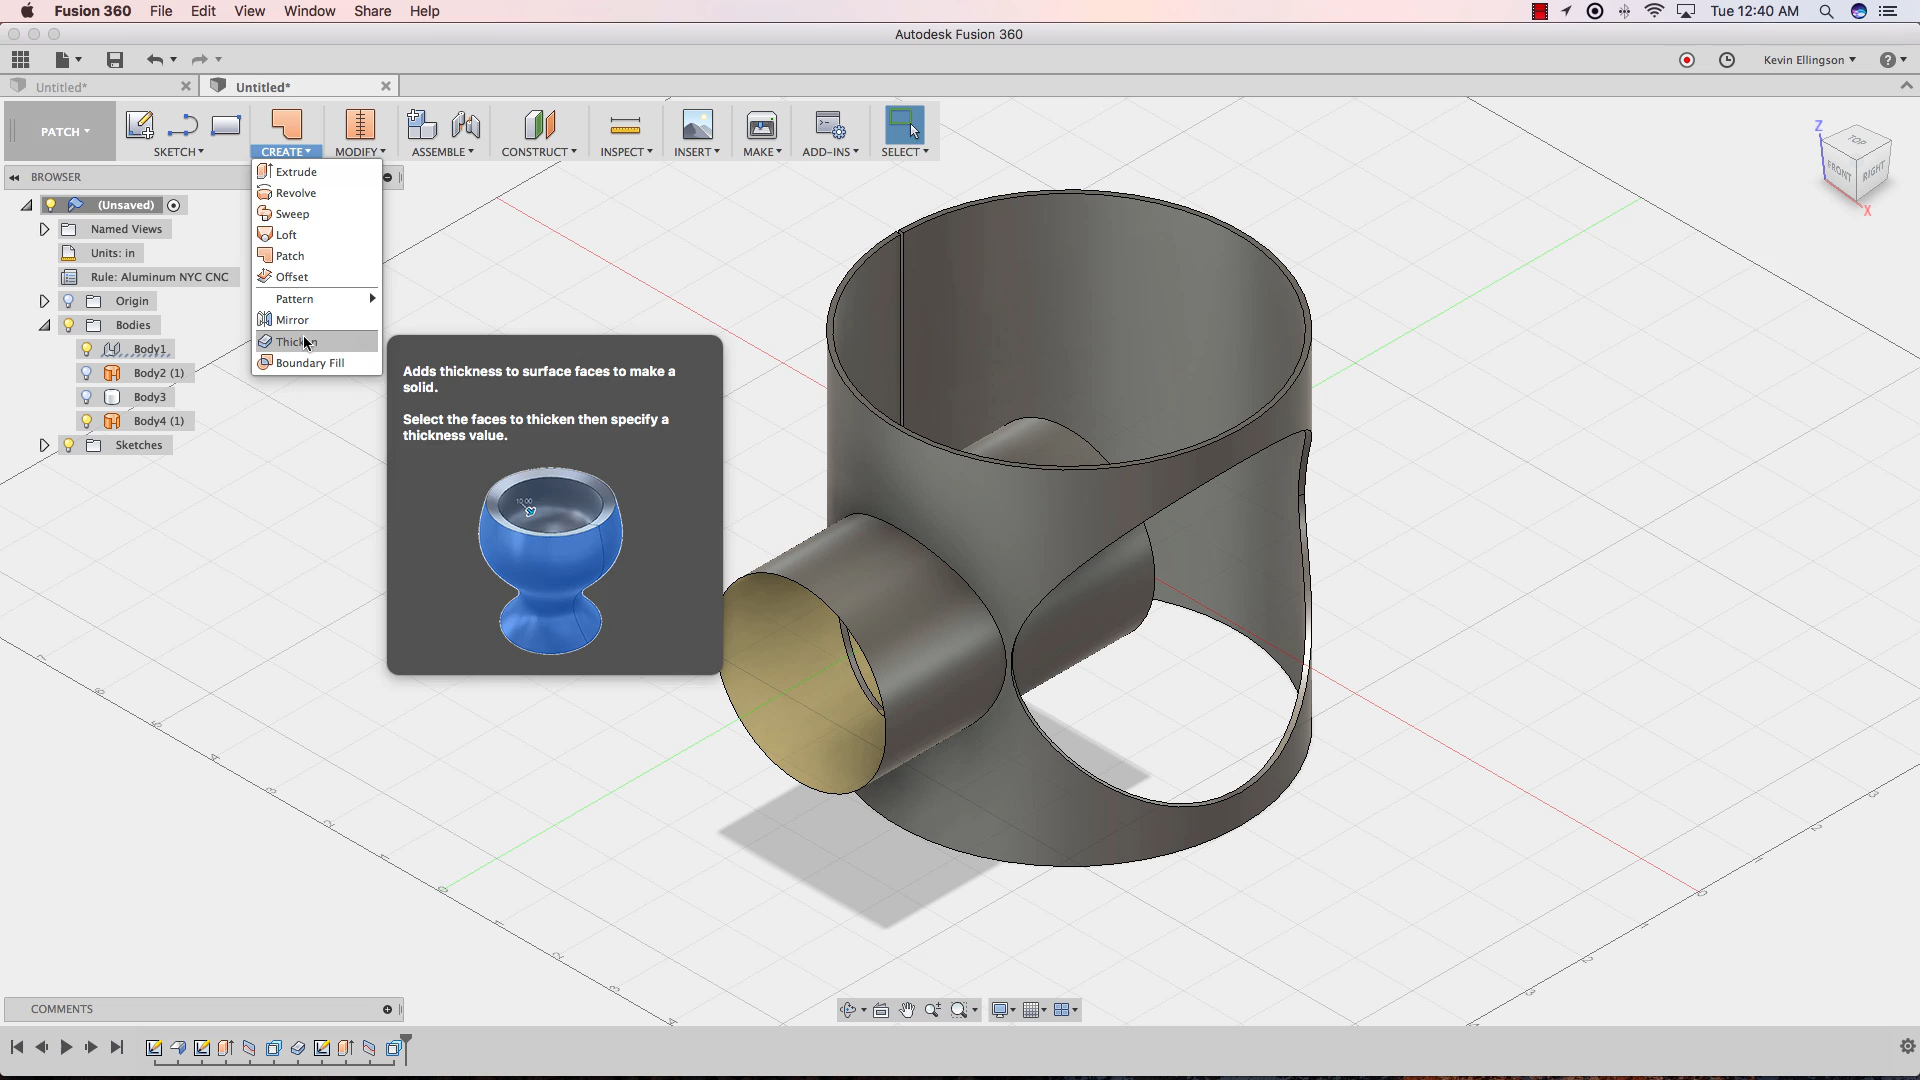 Fusion 360 File Edit View Window Share Help Tue 12:40 AM
Autodesk Fusion 360
Kevin Ellingson
Untitled* Untitled*
PATCH SKETCH CREATE MODIFY ASSEMBLE CONSTRUCT INSPECT INSERT MAKE ADD-INS SELECT
BROWSER
(Unsaved)
Named Views
Units: in
Rule: Aluminum NYC CNC
Origin
Bodies
Body1
Body2 (1)
Body3
Body4 (1)
Sketches
Extrude
Revolve
Sweep
Loft
Patch
Offset
Pattern
Mirror
Thicken
Boundary Fill
Adds thickness to surface faces to make a
solid.
Select the faces to thicken then specify a
thickness value.
10.00
Z
TOP
FRONT RIGHT
X
COMMENTS